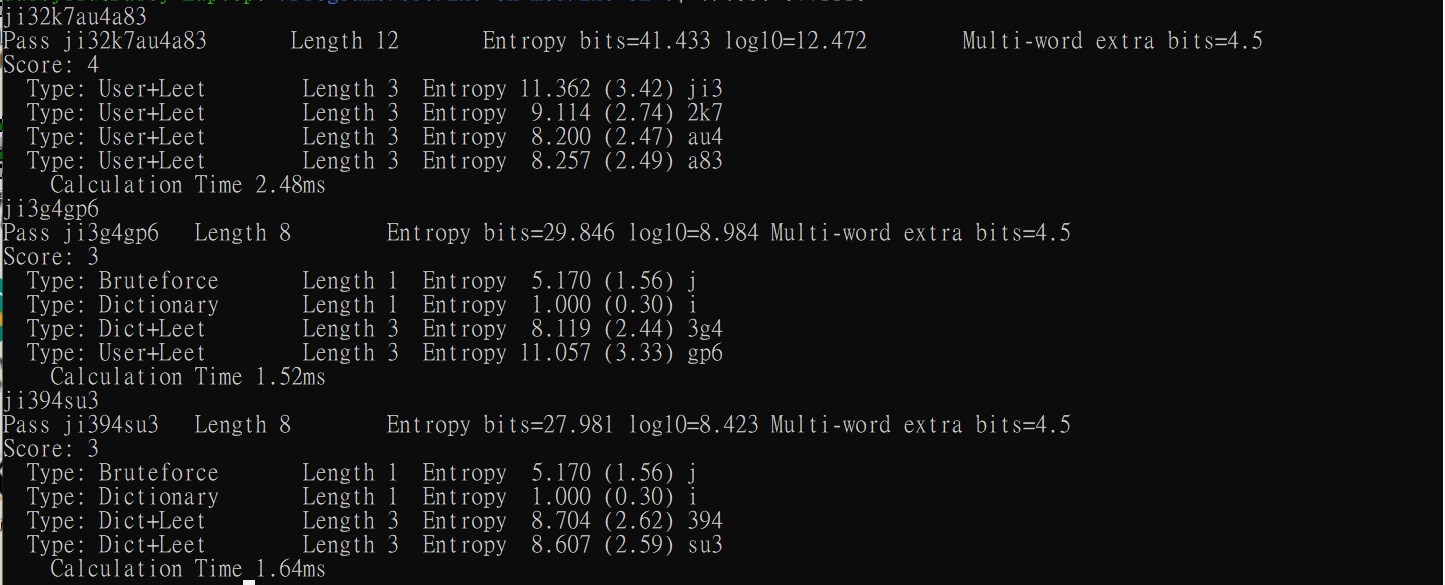 ji32k7au4a83
Pass ji32k7au4a83 Length 12 Entropy bits=41.433 log10=12.472 Multi-word extra bits=4.5
Score: 4
Type: User+Leet Length 3 Entropy 11.362 (3.42) ji3
Type: User+Leet Length 3 Entropy 9.114 (2.74) 2k7
Type: User+Leet Length 3 Entropy 8.200 (2.47) au4
Type: User+Leet Length 3 Entropy 8.257 (2.49) a83
Calculation Time 2.48ms
ji3g4gp6
Pass ji3g4gp6 Length 8 Entropy bits=29.846 log10=8.984 Multi-word extra bits=4.5
Score: 3
Type: Bruteforce Length 1 Entropy 5.170 (1.56) j
Type: Dictionary Length 1 Entropy 1.000 (0.30) i
Type: Dict+Leet Length 3 Entropy 8.119 (2.44) 3g4
Type: User+Leet Length 3 Entropy 11.057 (3.33) gp6
Calculation Time 1.52ms
ji394su3
Pass ji394su3 Length 8 Entropy bits=27.981 log10=8.423 Multi-word extra bits=4.5
Score: 3
Type: Bruteforce Length 1 Entropy 5.170 (1.56) j
Type: Dictionary Length 1 Entropy 1.000 (0.30) i
Type: Dict+Leet Length 3 Entropy 8.704 (2.62) 394
Type: Dict+Leet Length 3 Entropy 8.607 (2.59) su3
Calculation Time 1.64ms